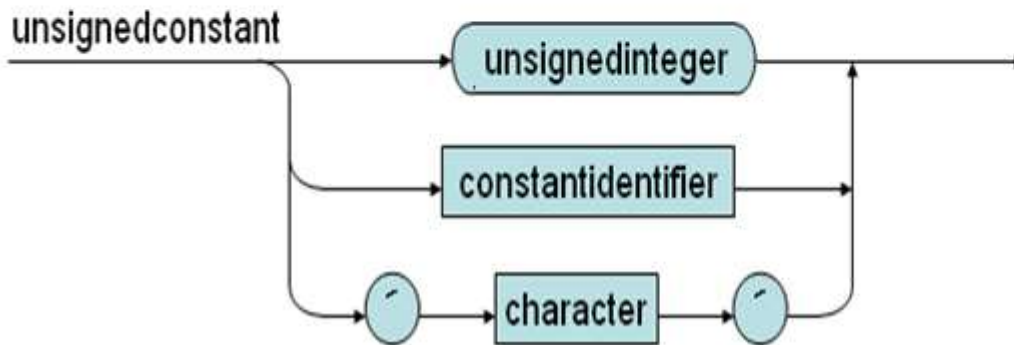 unsignedconstant
unsignedinteger
constantidentifier
´ character ´